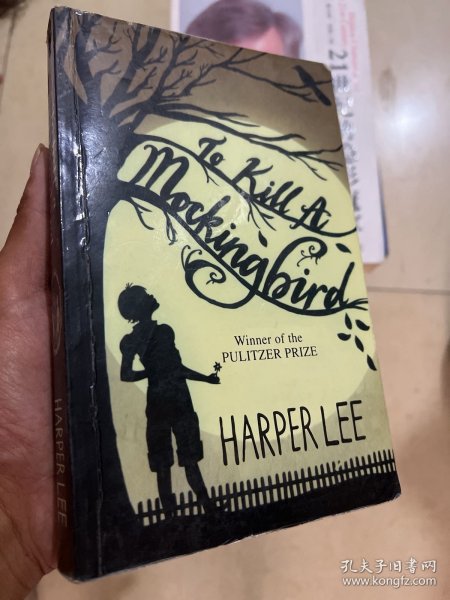 To Kill A
Mockingbird
Winner of the
PULITZER PRIZE
HARPER LEE
HARPER LEE
21
孔夫子旧书网
www.kongfz.com